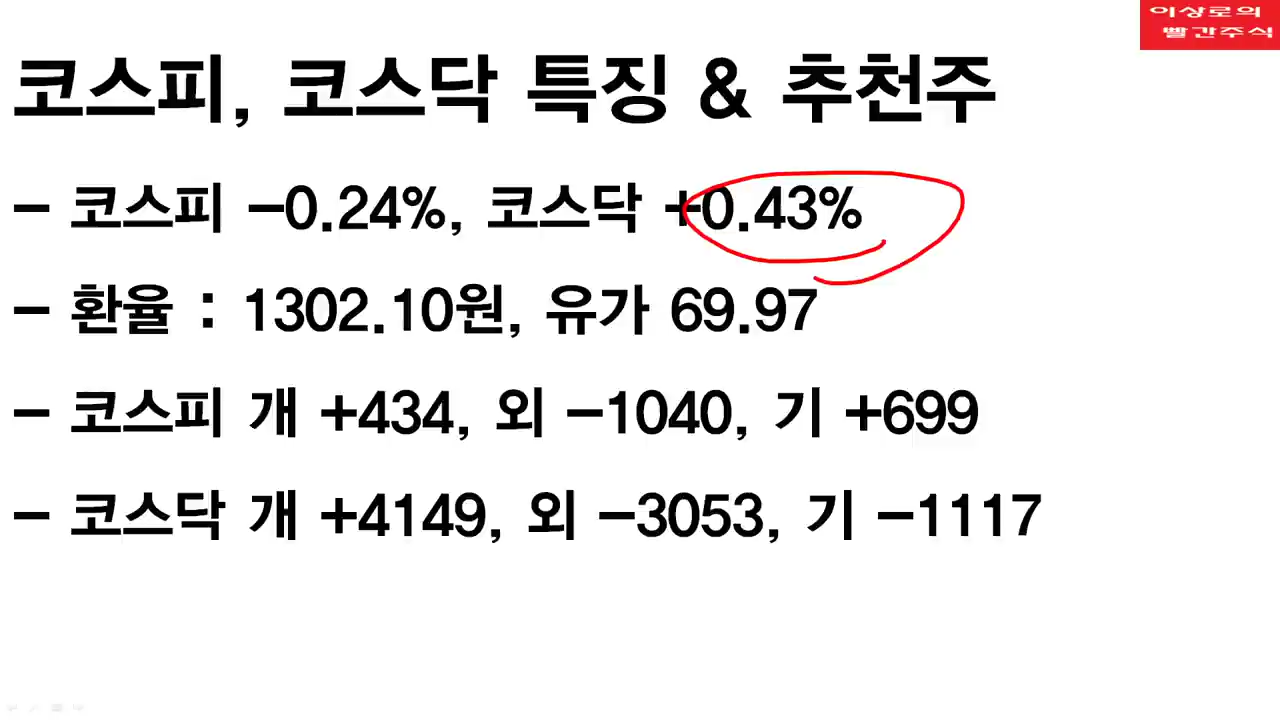 이상로의
빨간주식
코스피, 코스닥 특징 & 추천주
- 코스피 -0.24%, 코스닥 +0.43%
- 환율 : 1302.10원, 유가 69.97
- 코스피 개 +434, 외 -1040, 기 +699
- 코스닥 개 +4149, 외 -3053, 기 -1117